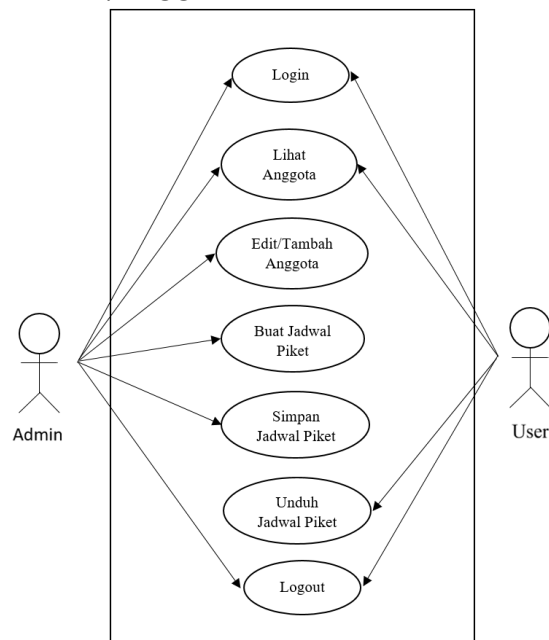 Login
Lihat
Anggota
Edit/Tambah
Anggota
Buat Jadwal
Piket
Simpan
Jadwal Piket
Unduh
Jadwal Piket
Logout
Admin
User